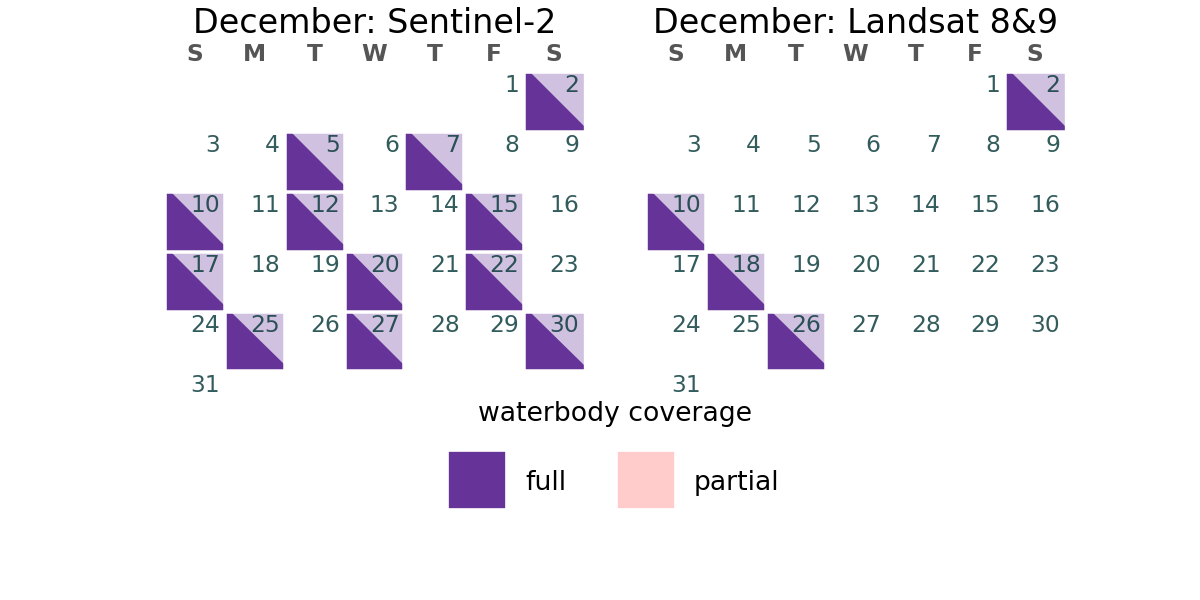 December: Sentinel-2
S M T W T F S
1 2
3 4 5 6 7 8 9
10 11 12 13 14 15 16
17 18 19 20 21 22 23
24 25 26 27 28 29 30
31
December: Landsat 8&9
S M T W T F S
1 2
3 4 5 6 7 8 9
10 11 12 13 14 15 16
17 18 19 20 21 22 23
24 25 26 27 28 29 30
31
waterbody coverage
full partial